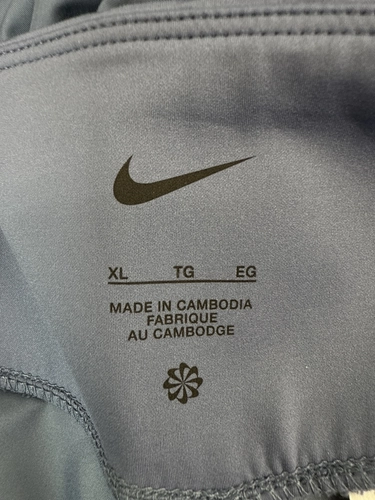 XL TG EG
MADE IN CAMBODIA
FABRIQUE
AU CAMBODGE